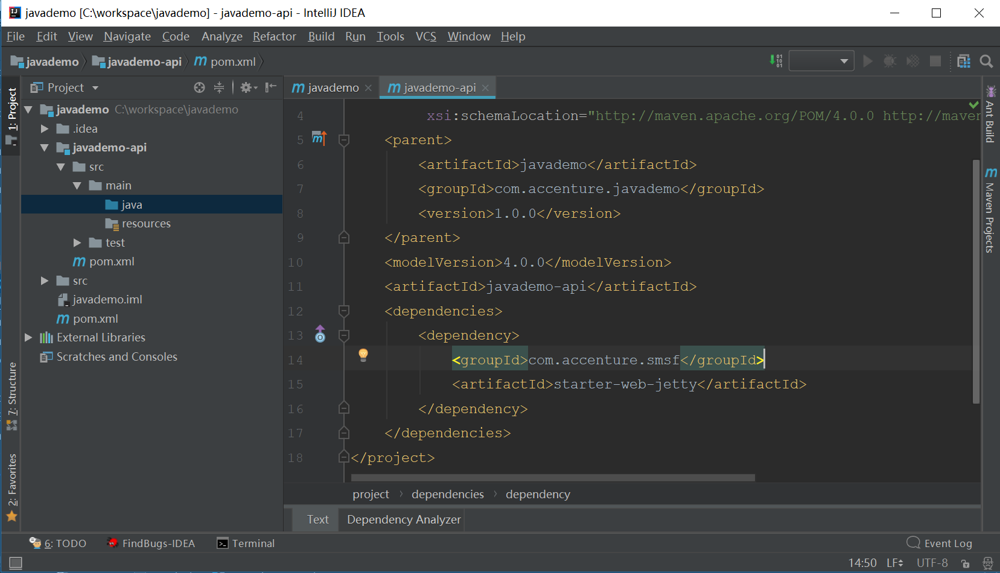 javademo [C:\workspace\javademo] - javademo-api - IntelliJ IDEA
File Edit View Navigate Code Analyze Refactor Build Run Tools VCS Window Help
javademo javademo-api pom.xml
Project
javademo C:\workspace\javademo
.idea
javademo-api
src
main
java
resources
test
pom.xml
src
javademo.iml
pom.xml
External Libraries
Scratches and Consoles
1: Project
7: Structure
2: Favorites
javademo javademo-api
4 xsi:schemaLocation="http://maven.apache.org/POM/4.0.0 http://maven
5 <parent>
6 <artifactId>javademo</artifactId>
7 <groupId>com.accenture.javademo</groupId>
8 <version>1.0.0</version>
9 </parent>
10 <modelVersion>4.0.0</modelVersion>
11 <artifactId>javademo-api</artifactId>
12 <dependencies>
13 <dependency>
14 <groupId>com.accenture.smsf</groupId>
15 <artifactId>starter-web-jetty</artifactId>
16 </dependency>
17 </dependencies>
18 </project>
project › dependencies › dependency
Text Dependency Analyzer
Ant Build
Maven Projects
6: TODO FindBugs-IDEA Terminal Event Log
14:50 LF UTF-8